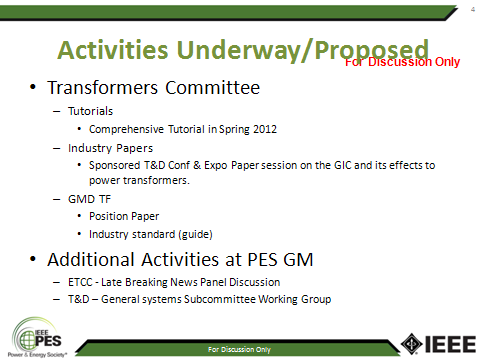 4
Activities Underway/Proposed
For Discussion Only
• Transformers Committee
– Tutorials
• Comprehensive Tutorial in Spring 2012
– Industry Papers
• Sponsored T&D Conf & Expo Paper session on the GIC and its effects to
power transformers.
– GMD TF
• Position Paper
• Industry standard (guide)
• Additional Activities at PES GM
– ETCC - Late Breaking News Panel Discussion
– T&D – General systems Subcommittee Working Group
IEEE
PES
Power & Energy Society®
For Discussion Only
IEEE